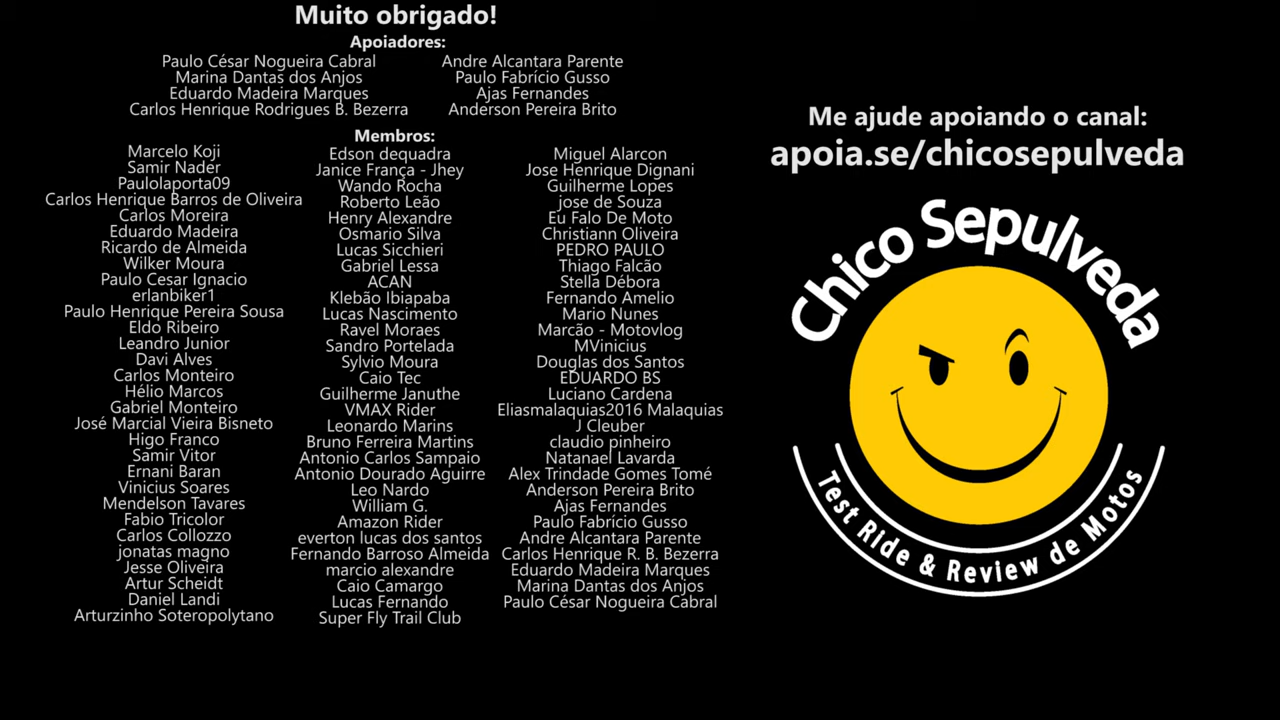 Muito obrigado!
Apoiadores:
Paulo César Nogueira Cabral
Marina Dantas dos Anjos
Eduardo Madeira Marques
Carlos Henrique Rodrigues B. Bezerra
Andre Alcantara Parente
Paulo Fabrício Gusso
Ajas Fernandes
Anderson Pereira Brito
Membros:
Marcelo Koji
Samir Nader
Paulolaporta09
Carlos Henrique Barros de Oliveira
Carlos Moreira
Eduardo Madeira
Ricardo de Almeida
Wilker Moura
Paulo Cesar Ignacio
erlanbiker1
Paulo Henrique Pereira Sousa
Eldo Ribeiro
Leandro Junior
Davi Alves
Carlos Monteiro
Hélio Marcos
Gabriel Monteiro
José Marcial Vieira Bisneto
Higo Franco
Samir Vitor
Ernani Baran
Vinicius Soares
Mendelson Tavares
Fabio Tricolor
Carlos Collozzo
jonatas magno
Jesse Oliveira
Artur Scheidt
Daniel Landi
Arturzinho Soteropolytano
Edson dequadra
Janice França - Jhey
Wando Rocha
Roberto Leão
Henry Alexandre
Osmario Silva
Lucas Sicchieri
Gabriel Lessa
ACAN
Klebão Ibiapaba
Lucas Nascimento
Ravel Moraes
Sandro Portelada
Sylvio Moura
Caio Tec
Guilherme Januthe
VMAX Rider
Leonardo Marins
Bruno Ferreira Martins
Antonio Carlos Sampaio
Antonio Dourado Aguirre
Leo Nardo
William G.
Amazon Rider
everton lucas dos santos
Fernando Barroso Almeida
marcio alexandre
Caio Camargo
Lucas Fernando
Super Fly Trail Club
Miguel Alarcon
Jose Henrique Dignani
Guilherme Lopes
jose de Souza
Eu Falo De Moto
Christiann Oliveira
PEDRO PAULO
Thiago Falcão
Stella Débora
Fernando Amelio
Mario Nunes
Marcão - Motovlog
MVinicius
Douglas dos Santos
EDUARDO BS
Luciano Cardena
Eliasmalaquias2016 Malaquias
J Cleuber
claudio pinheiro
Natanael Lavarda
Alex Trindade Gomes Tomé
Anderson Pereira Brito
Ajas Fernandes
Paulo Fabrício Gusso
Andre Alcantara Parente
Carlos Henrique R. B. Bezerra
Eduardo Madeira Marques
Marina Dantas dos Anjos
Paulo César Nogueira Cabral
Me ajude apoiando o canal:
apoia.se/chicosepulveda
Chico Sepulveda
Test Ride & Review de Motos